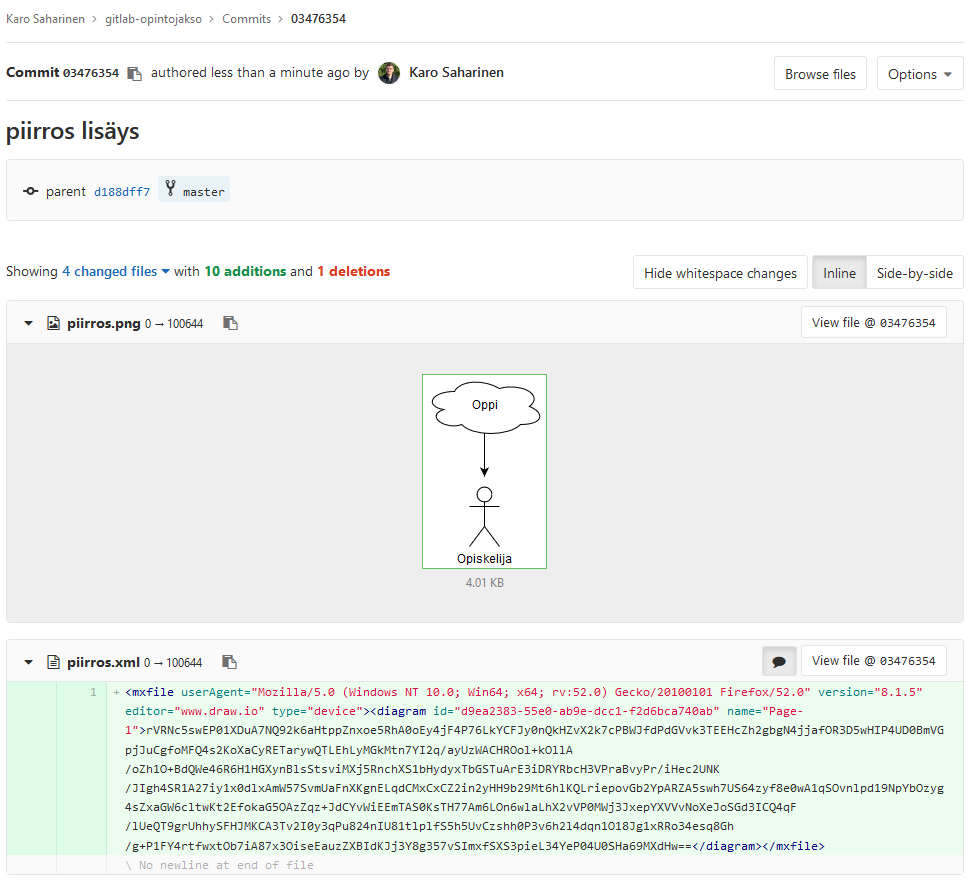 Karo Saharinen > gitlab-opintojakso > Commits > 03476354
Commit 03476354 authored less than a minute ago by Karo Saharinen
Browse files
Options
piirros lisäys
parent d188dff7 master
Showing 4 changed files with 10 additions and 1 deletions
Hide whitespace changes
Inline
Side-by-side
piirros.png 0 → 100644
View file @ 03476354
Oppi
Opiskelija
4.01 KB
piirros.xml 0 → 100644
View file @ 03476354
1 + <mxfile userAgent="Mozilla/5.0 (Windows NT 10.0; Win64; x64; rv:52.0) Gecko/20100101 Firefox/52.0" version="8.1.5"
editor="www.draw.io" type="device"><diagram id="d9ea2383-55e0-ab9e-dcc1-f2d6bca740ab" name="Page-
1">rVRNc5swEP01XDuA7NQ92k6aHtppZnxoe5RhA0oEy4jF4P76LkYCFJy0nQkHZvX2k7cPBWJfdPdGVvk3TEEHcZh2gbgN4jjafOR3D5wHIP4UD0BmVG
pjJuCgfoMFQ4s2KoXaCyRETarywQTLEhLyMGkMtn7YI2q/ayUzWACHROol+kOllA
/oZh1O+BdQWe46R6H1HGXynBlsStsviMXj5RnchXS1bHydyxTbGSTuArE3iDRYRbcH3VPraBvyPr/iHec2UNK
/JIgh4SR1A27iy1x0dlxAmW57SvmUaFnXKgnELqdCMxCxCZ2in2yHH9b29Mt6hlKQLriepovGb2YpARZA5swh7US64zyf8e0wA1qSOvnlpd19NpYbOzyg
4sZxaGW6cltwKt2EfokaG5OAzZqz+JdCYvWiEEmTAS0KsTH77Am6LOn6wlaLhX2vVP0MWj3JxepYXVVvNoXeJoSGd3ICQ4qF
/lUeQT9grUhhySFHJMKCA3Tv2I0y3qPu824nIU81tlplfS5h5UvCzshh0P3v6h2l4dqn1O18Jg1xRRo34esq8Gh
/g+P1FY4rtfwxtOb7iA87x3OiseEauzZXBIdKJj3Y8g357vSImxfSXS3pieL34YeP04U0SHa69MXdHw==</diagram></mxfile>
\ No newline at end of file